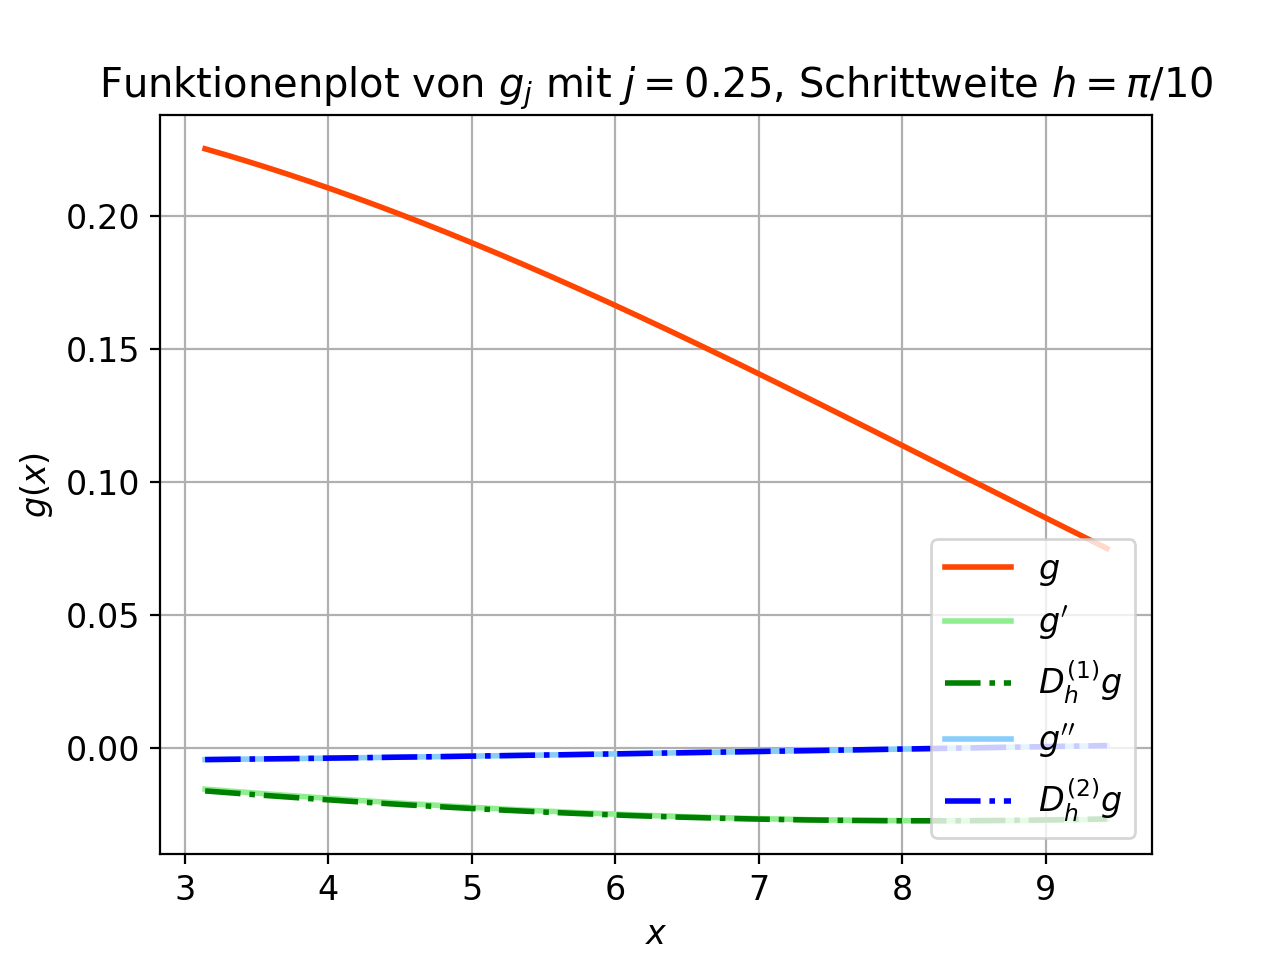 Funktionenplot von $g_j$ mit $j = 0.25$, Schrittweite $h = \pi/10$
g(x)
0.20
0.15
0.10
0.05
0.00
g
g′
$D_h^{(1)}g$
g″
$D_h^{(2)}g$
3 4 5 6 7 8 9
x